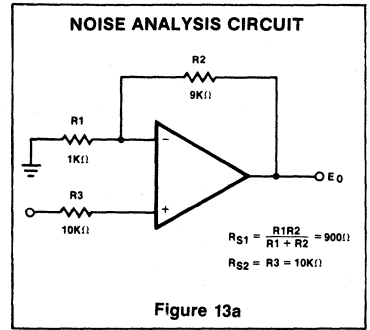 NOISE ANALYSIS CIRCUIT
R2
9KΩ
R1
1KΩ
−
R3
10KΩ
+
E0
RS1 = R1R2 / R1 + R2 = 900Ω
RS2 = R3 = 10KΩ
Figure 13a